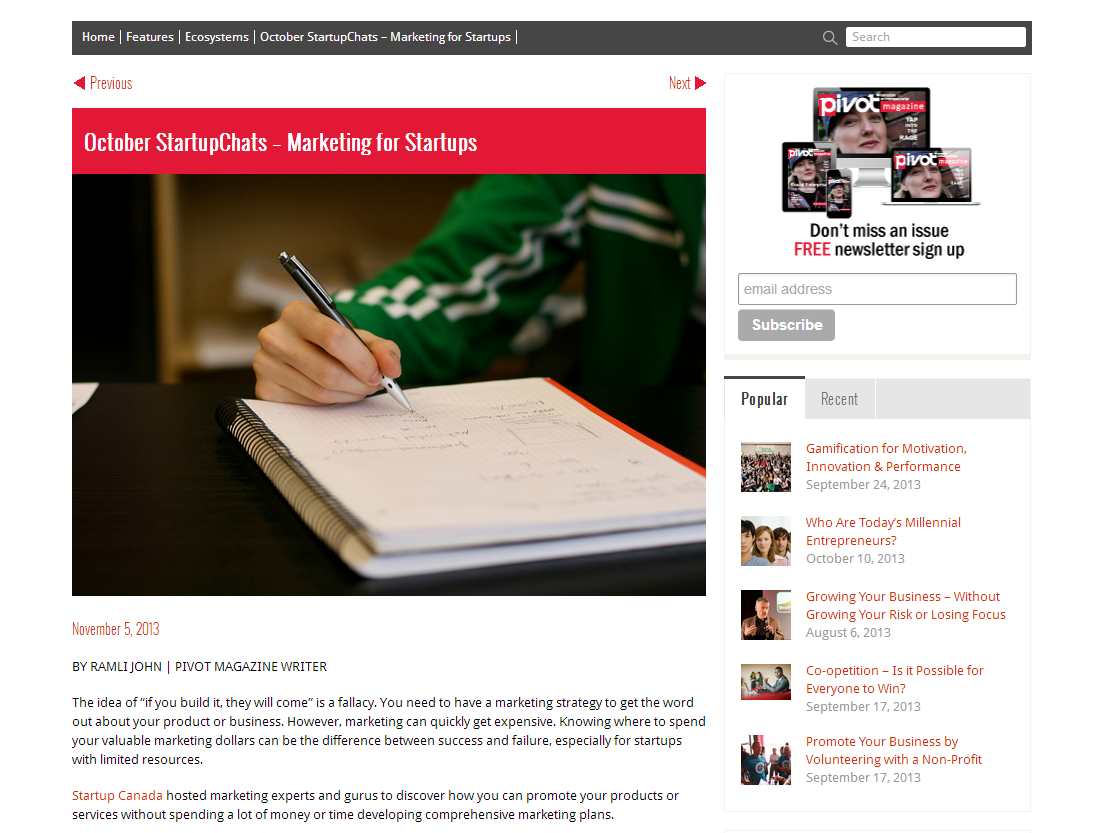 Home | Features | Ecosystems | October StartupChats – Marketing for Startups |
Search
Previous
Next
October StartupChats – Marketing for Startups
November 5, 2013
BY RAMLI JOHN | PIVOT MAGAZINE WRITER
The idea of “if you build it, they will come” is a fallacy. You need to have a marketing strategy to get the word
out about your product or business. However, marketing can quickly get expensive. Knowing where to spend
your valuable marketing dollars can be the difference between success and failure, especially for startups
with limited resources.
Startup Canada hosted marketing experts and gurus to discover how you can promote your products or
services without spending a lot of money or time developing comprehensive marketing plans.
pivot
magazine
TAP
INTO
THE
RAGE
pivot
magazine
pivot
magazine
Don't miss an issue
FREE newsletter sign up
email address
Subscribe
Popular
Recent
Gamification for Motivation,
Innovation & Performance
September 24, 2013
Who Are Today's Millennial
Entrepreneurs?
October 10, 2013
Growing Your Business – Without
Growing Your Risk or Losing Focus
August 6, 2013
Co-opetition – Is it Possible for
Everyone to Win?
September 17, 2013
Promote Your Business by
Volunteering with a Non-Profit
September 17, 2013